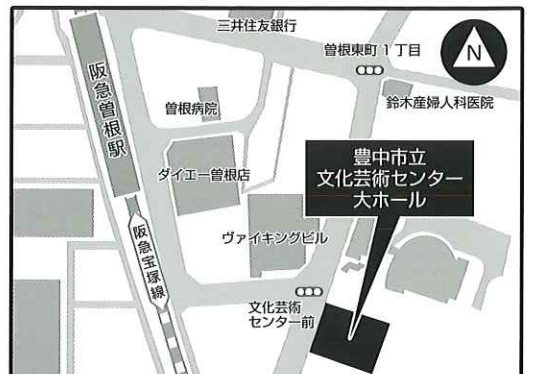 三井住友銀行
曽根東町1丁目
N
阪急曽根駅
曽根病院
鈴木産婦人科医院
ダイエー曽根店
豊中市立
文化芸術センター
大ホール
ヴァイキングビル
阪急宝塚線
文化芸術
センター前